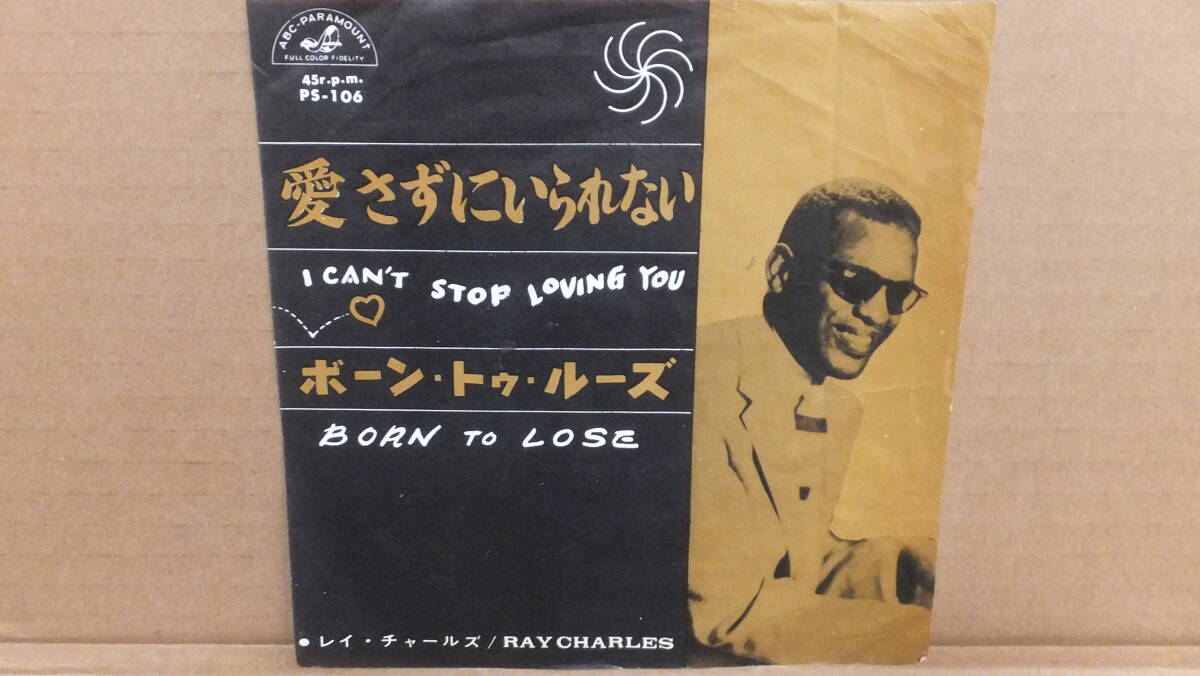 ABC-PARAMOUNT
FULL COLOR FIDELITY
45r.p.m.
PS-106
愛さずにいられない
I CAN'T STOP LOVING YOU
ボーン・トゥ・ルーズ
BORN TO LOSE
●レイ・チャールズ/RAY CHARLES